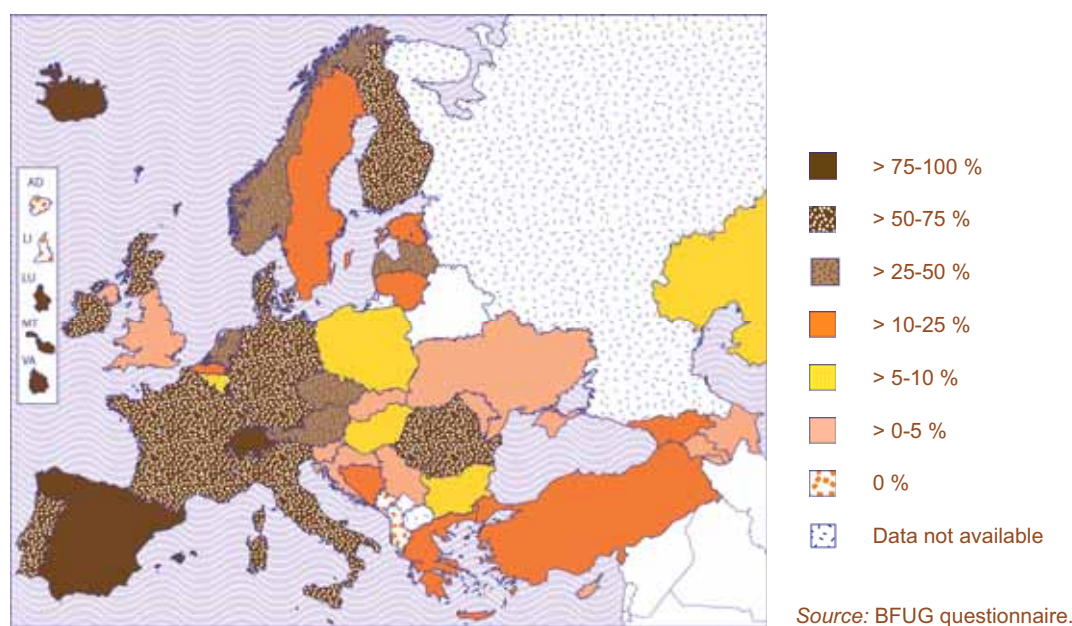 AD
LI
LU
MT
VA
> 75-100 %
> 50-75 %
> 25-50 %
> 10-25 %
> 5-10 %
> 0-5 %
0 %
Data not available
Source: BFUG questionnaire.